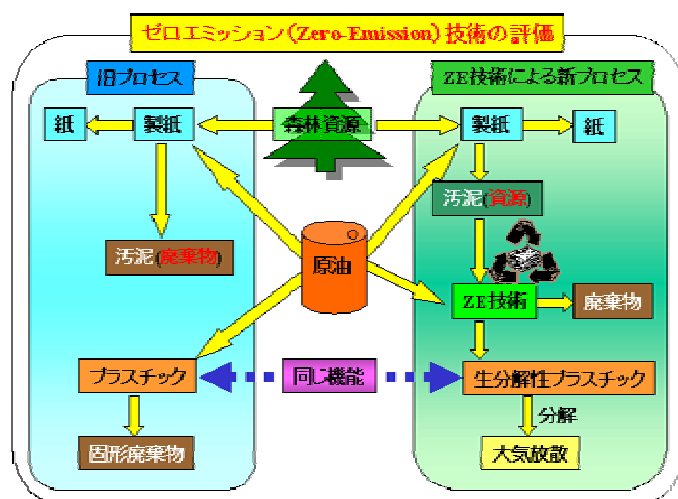 ゼロエミッション(Zero-Emission)技術の評価
旧プロセス
ZE技術による新プロセス
紙
製紙
森林資源
製紙
紙
汚泥(資源)
汚泥(廃棄物)
原油
ZE技術
廃棄物
プラスチック
同じ機能
生分解性プラスチック
分解
固形廃棄物
大気放散